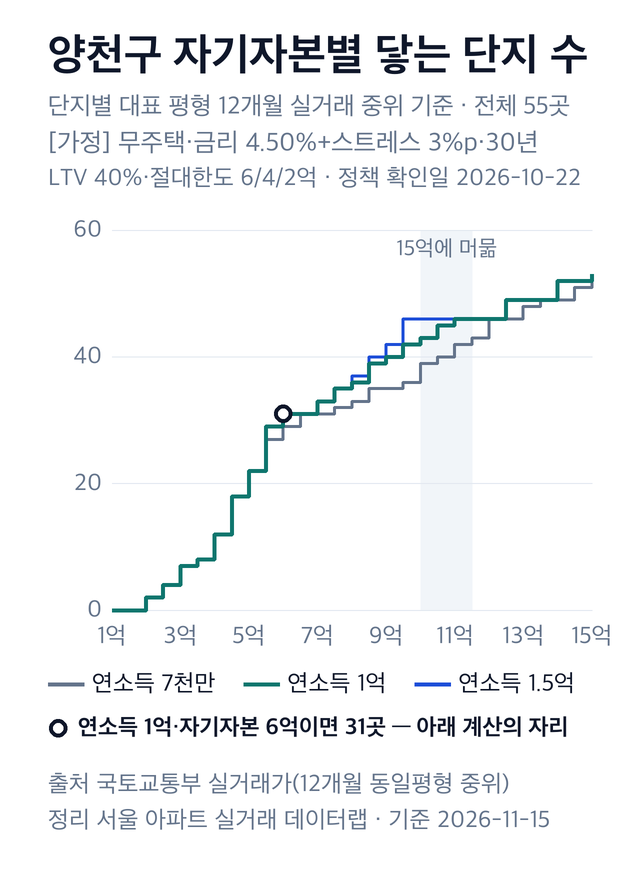 양천구 자기자본별 닿는 단지 수
단지별 대표 평형 12개월 실거래 중위 기준 · 전체 55곳
[가정] 무주택·금리 4.50%+스트레스 3%p·30년
LTV 40%·절대한도 6/4/2억 · 정책 확인일 2026-10-22
60
15억에 머묾
40
20
0
1억 3억 5억 7억 9억 11억 13억 15억
연소득 7천만 연소득 1억 연소득 1.5억
연소득 1억·자기자본 6억이면 31곳 — 아래 계산의 자리
출처 국토교통부 실거래가(12개월 동일평형 중위)
정리 서울 아파트 실거래 데이터랩 · 기준 2026-11-15